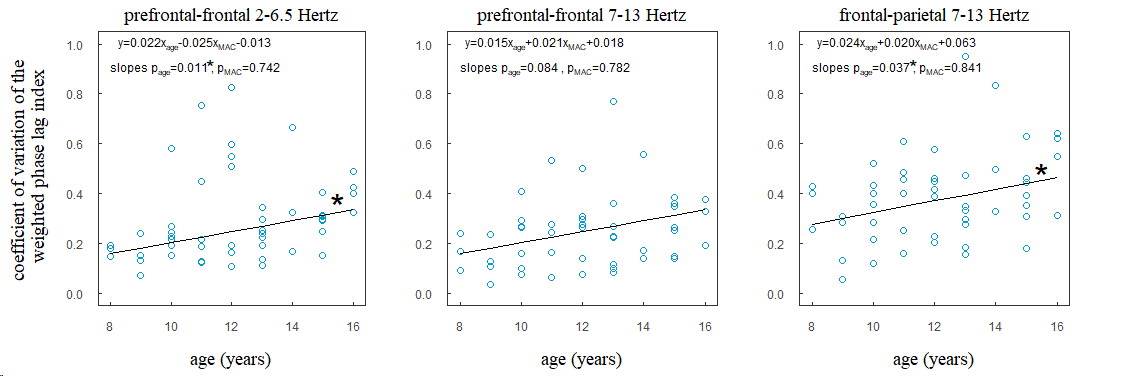 prefrontal-frontal 2-6.5 Hertz
prefrontal-frontal 7-13 Hertz
frontal-parietal 7-13 Hertz
coefficient of variation of the
weighted phase lag index
y=0.022xage-0.025xMAC-0.013
slopes page=0.011*, pMAC=0.742
1.0
0.8
0.6
0.4
0.2
0.0
*
8
10
12
14
16
age (years)
y=0.015xage+0.021xMAC+0.018
slopes page=0.084 , pMAC=0.782
1.0
0.8
0.6
0.4
0.2
0.0
8
10
12
14
16
age (years)
y=0.024xage+0.020xMAC+0.063
slopes page=0.037*, pMAC=0.841
1.0
0.8
0.6
0.4
0.2
0.0
*
8
10
12
14
16
age (years)